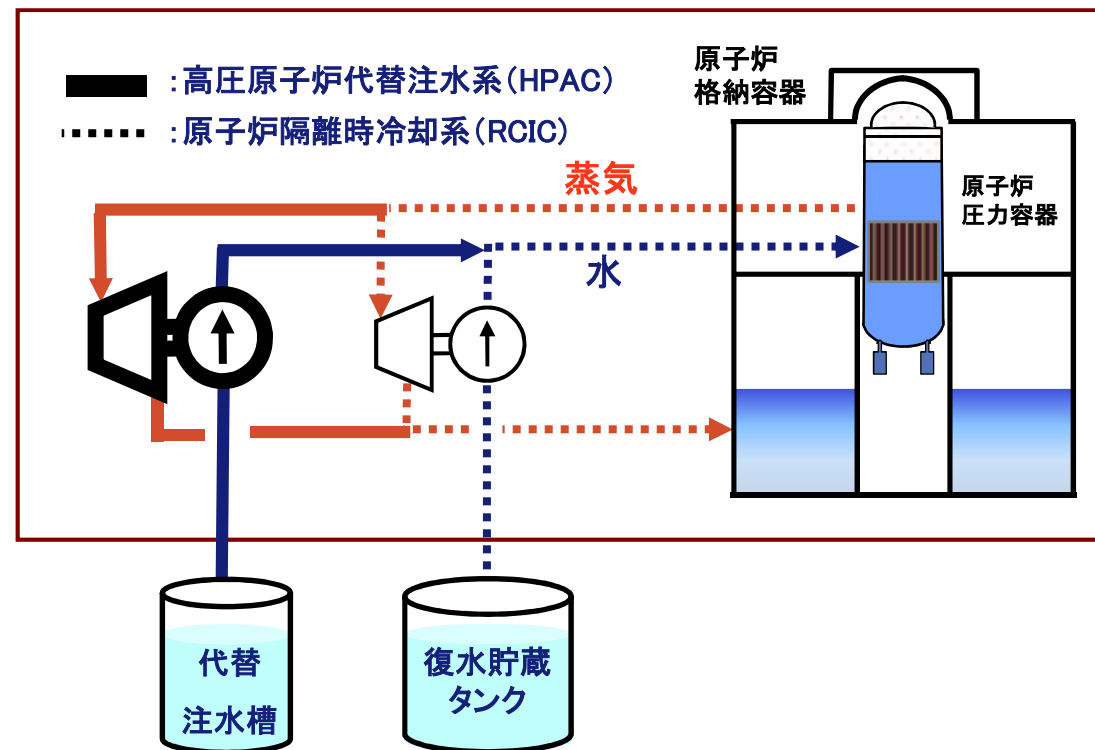 ：高圧原子炉代替注水系（HPAC）
：原子炉隔離時冷却系（RCIC）
原子炉
格納容器
蒸気
原子炉
圧力容器
水
代替
注水槽
復水貯蔵
タンク